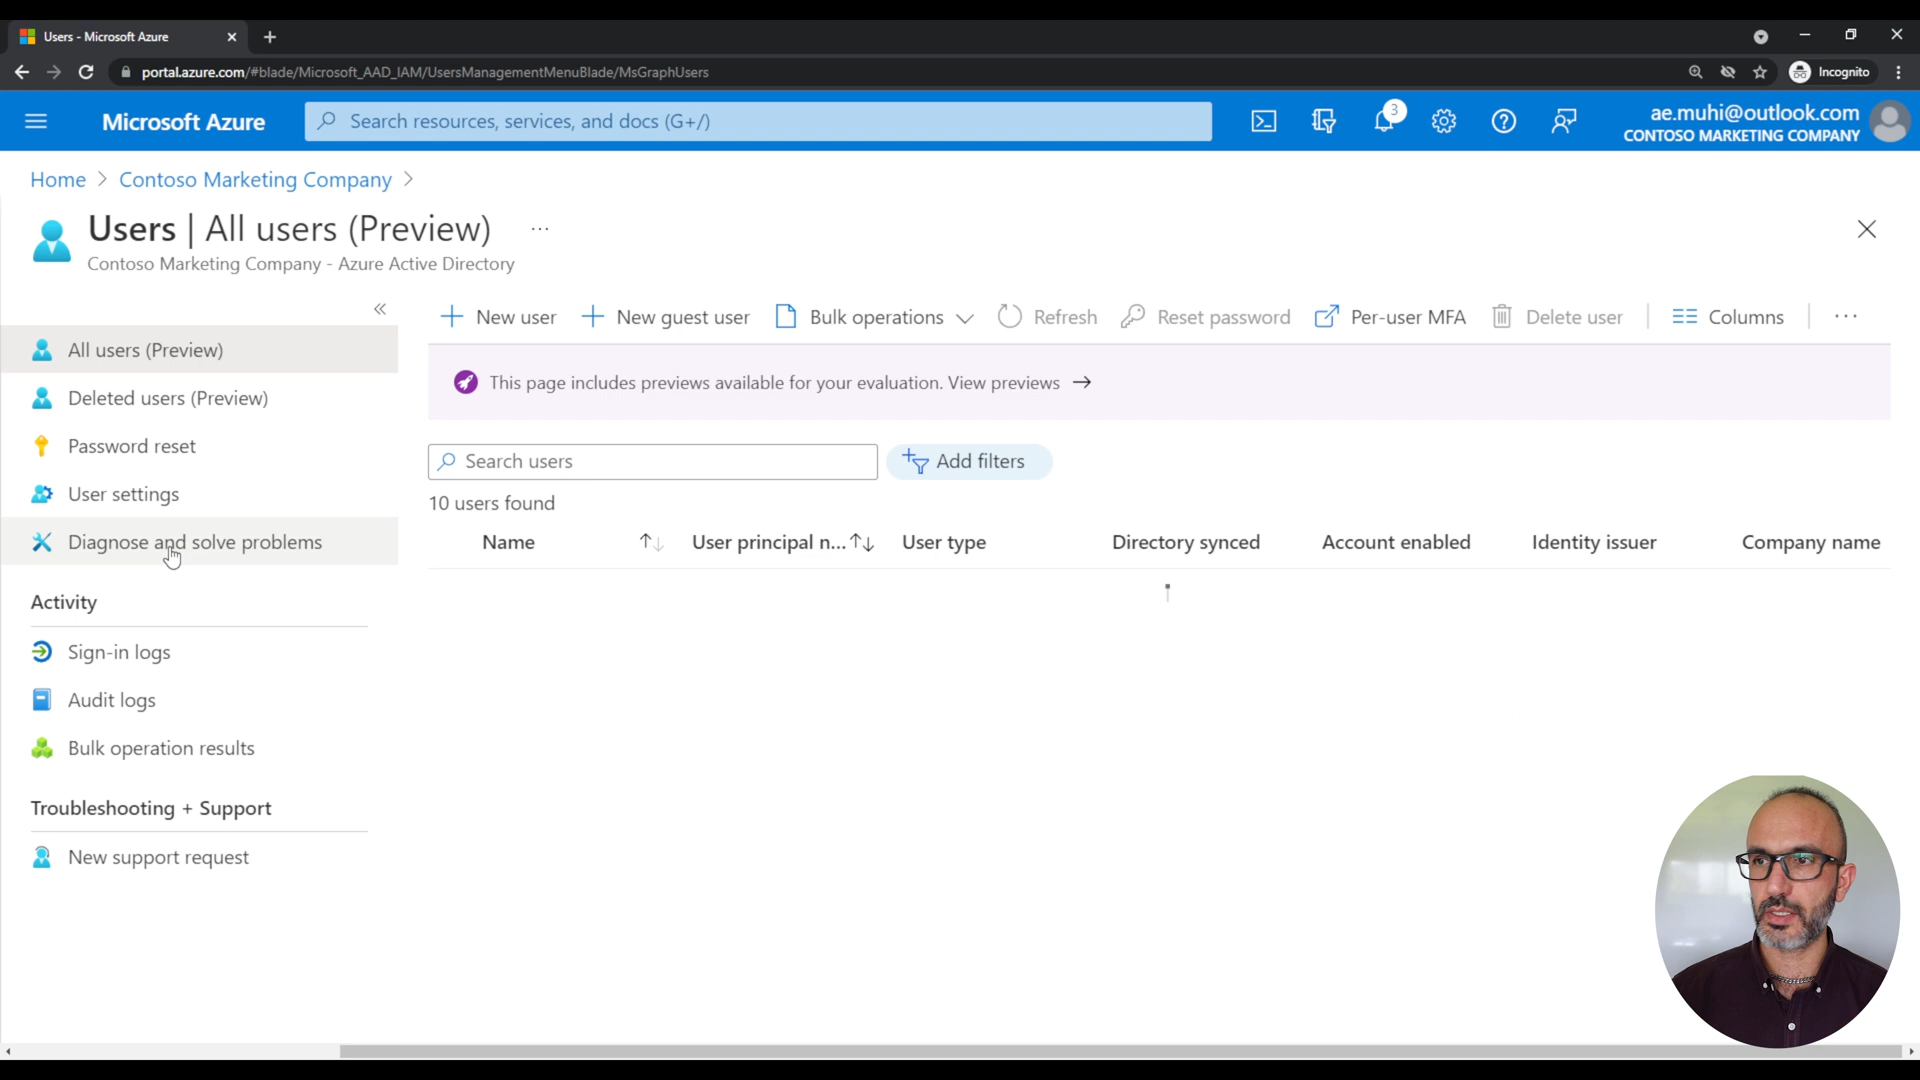 Users - Microsoft Azure
portal.azure.com/#blade/Microsoft_AAD_IAM/UsersManagementMenuBlade/MsGraphUsers
Incognito
Microsoft Azure
Search resources, services, and docs (G+/)
3
ae.muhi@outlook.com
CONTOSO MARKETING COMPANY
Home > Contoso Marketing Company >
Users | All users (Preview) ...
Contoso Marketing Company - Azure Active Directory
All users (Preview)
Deleted users (Preview)
Password reset
User settings
Diagnose and solve problems
Activity
Sign-in logs
Audit logs
Bulk operation results
Troubleshooting + Support
New support request
New user
New guest user
Bulk operations
Refresh
Reset password
Per-user MFA
Delete user
Columns
This page includes previews available for your evaluation. View previews →
Search users
Add filters
10 users found
Name
User principal n...
User type
Directory synced
Account enabled
Identity issuer
Company name